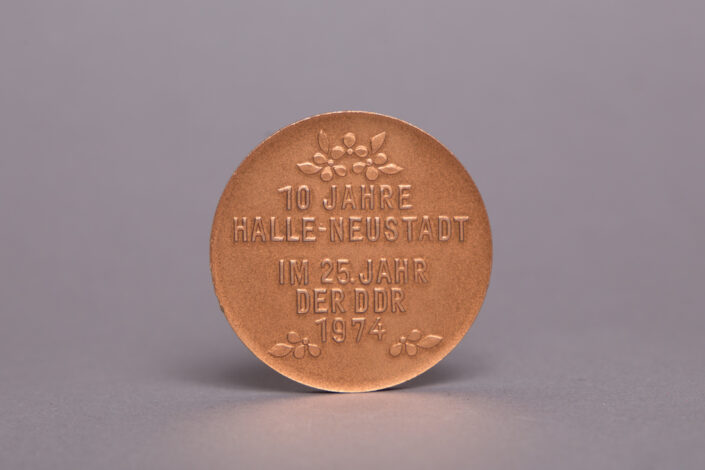 10 JAHRE
HALLE-NEUSTADT
IM 25. JAHR
DER DDR
1974